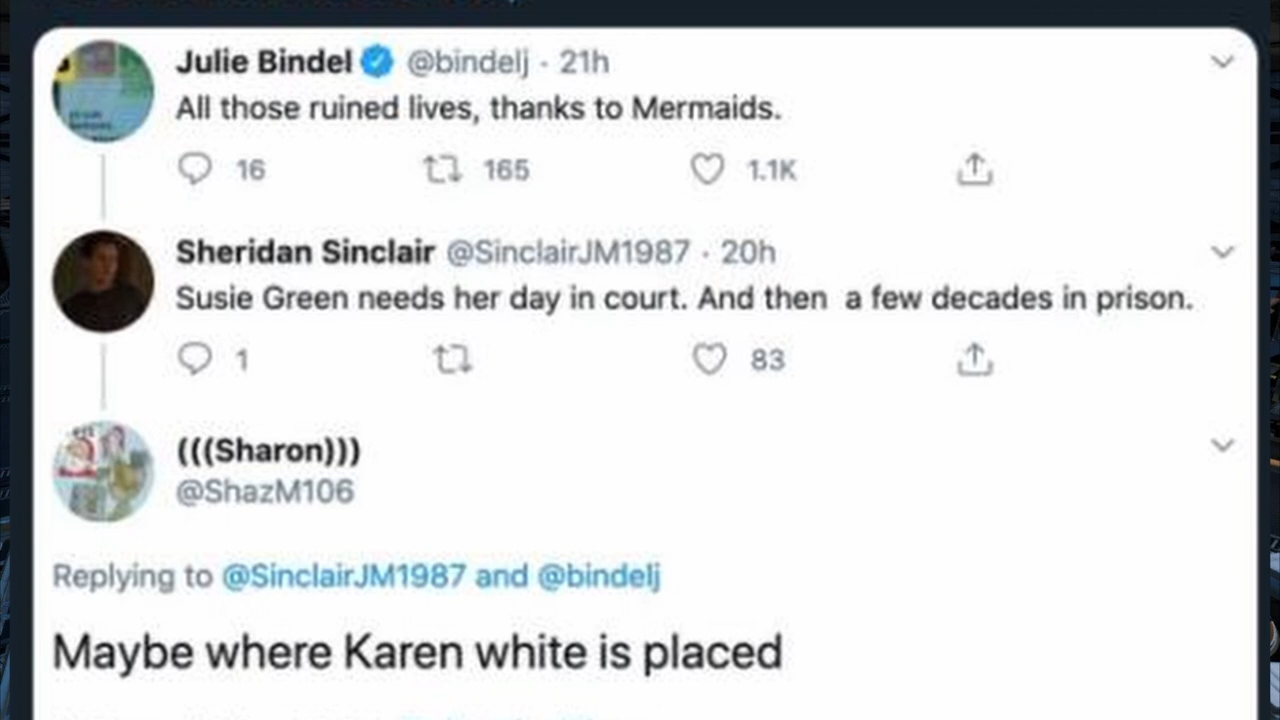 Julie Bindel @bindelj · 21h
All those ruined lives, thanks to Mermaids.
16 165 1.1K
Sheridan Sinclair @SinclairJM1987 · 20h
Susie Green needs her day in court. And then  a few decades in prison.
1 83
(((Sharon)))
@ShazM106
Replying to @SinclairJM1987 and @bindelj
Maybe where Karen white is placed